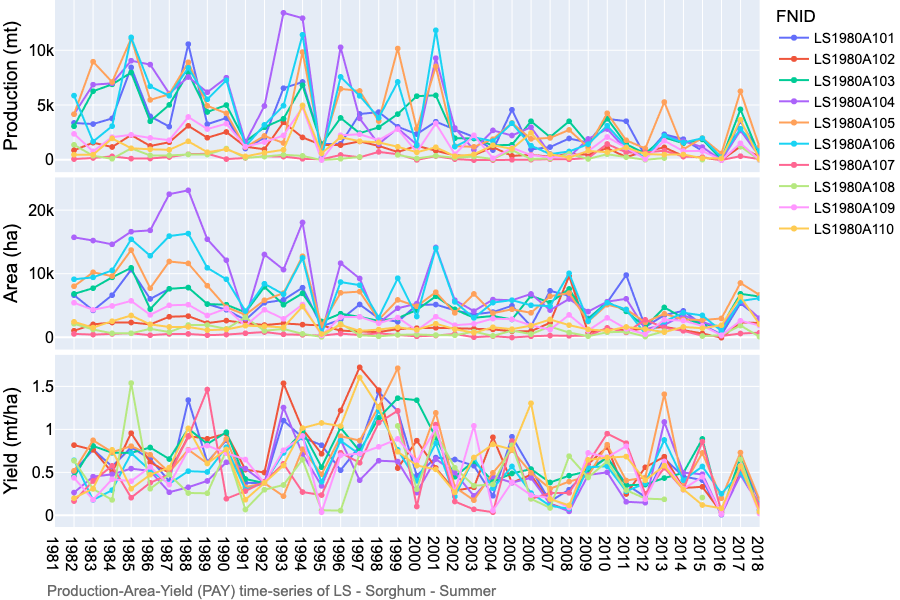 FNID
LS1980A101
LS1980A102
LS1980A103
LS1980A104
LS1980A105
LS1980A106
LS1980A107
LS1980A108
LS1980A109
LS1980A110
Production (mt)
10k
5k
0
Area (ha)
20k
10k
0
Yield (mt/ha)
1.5
1
0.5
0
1981
1982
1983
1984
1985
1986
1987
1988
1989
1990
1991
1992
1993
1994
1995
1996
1997
1998
1999
2000
2001
2002
2003
2004
2005
2006
2007
2008
2009
2010
2011
2012
2013
2014
2015
2016
2017
2018
Production-Area-Yield (PAY) time-series of LS - Sorghum - Summer